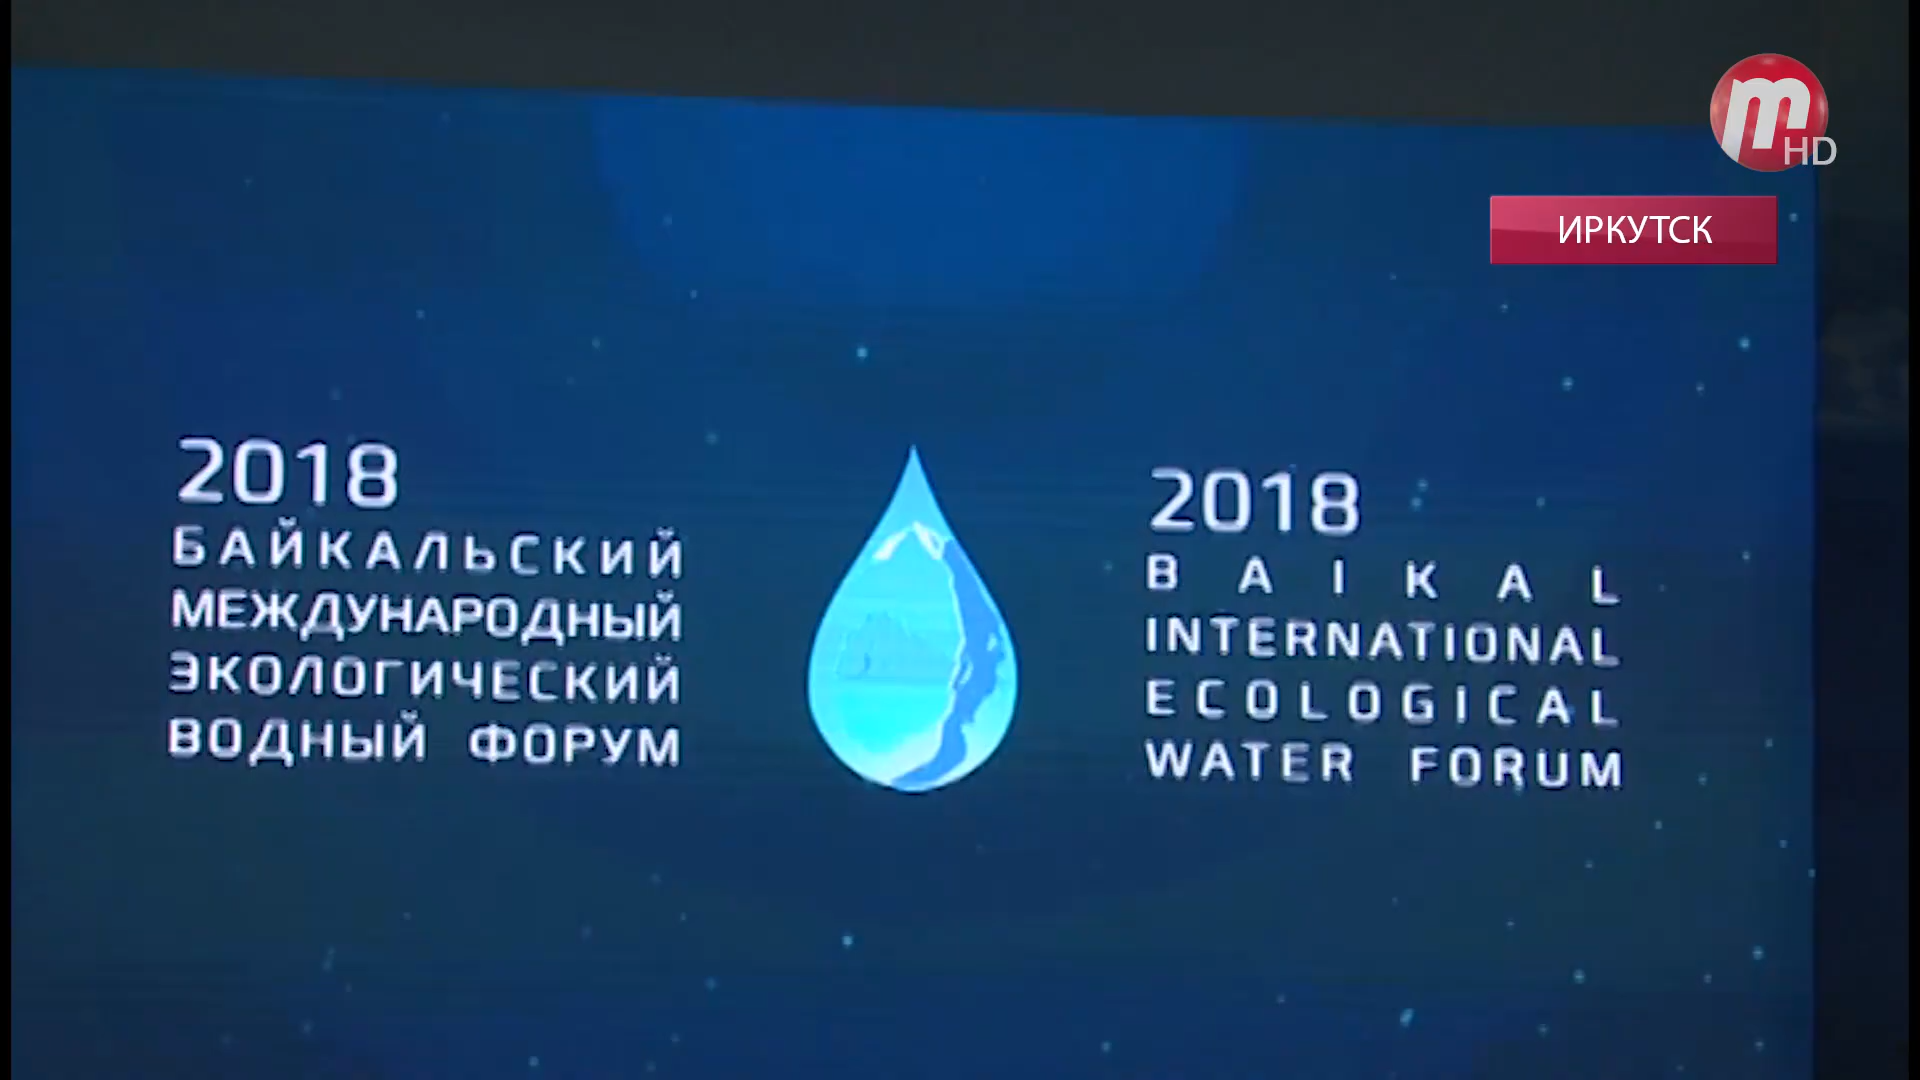 m HD
ИРКУТСК
2018
БАЙКАЛЬСКИЙ
МЕЖДУНАРОДНЫЙ
ЭКОЛОГИЧЕСКИЙ
ВОДНЫЙ ФОРУМ
2018
BAIKAL
INTERNATIONAL
ECOLOGICAL
WATER FORUM